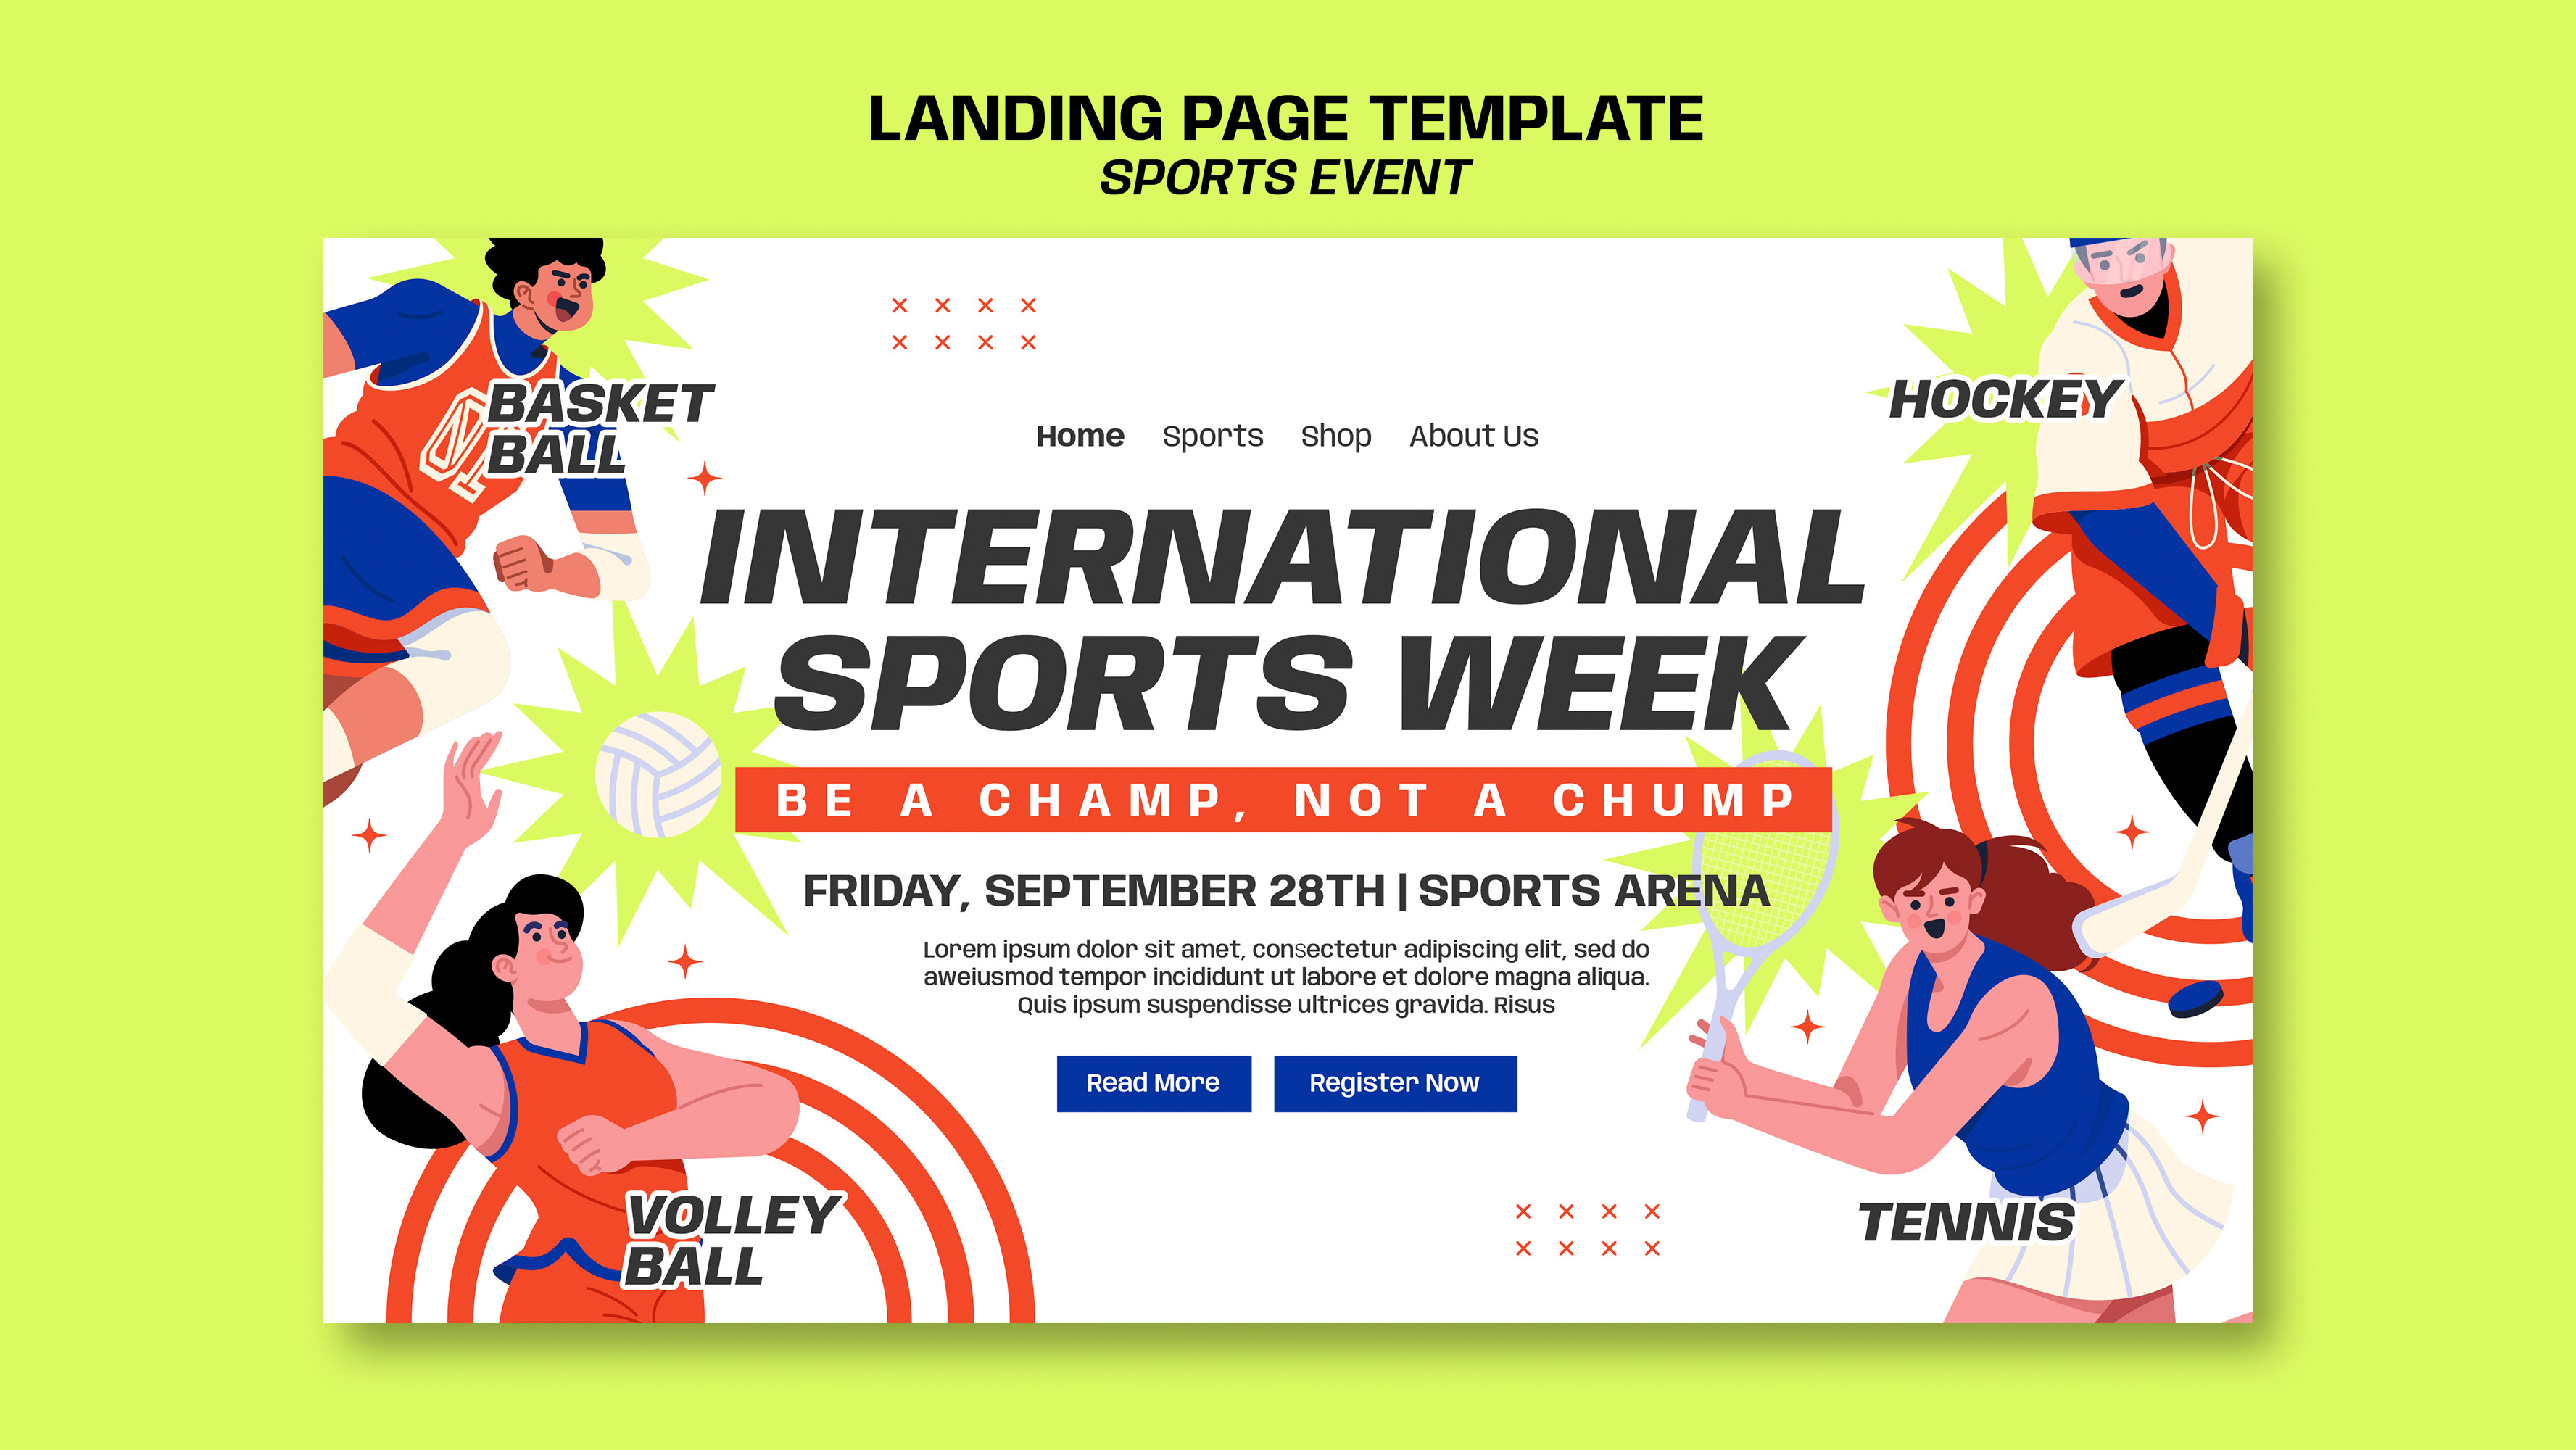 LANDING PAGE TEMPLATE
SPORTS EVENT
BASKET
BALL
HOCKEY
Home Sports Shop About Us
INTERNATIONAL
SPORTS WEEK
BE A CHAMP, NOT A CHUMP
FRIDAY, SEPTEMBER 28TH | SPORTS ARENA
Lorem ipsum dolor sit amet, consectetur adipiscing elit, sed do
aweiusmod tempor incididunt ut labore et dolore magna aliqua.
Quis ipsum suspendisse ultrices gravida. Risus
Read More Register Now
VOLLEY
BALL
TENNIS